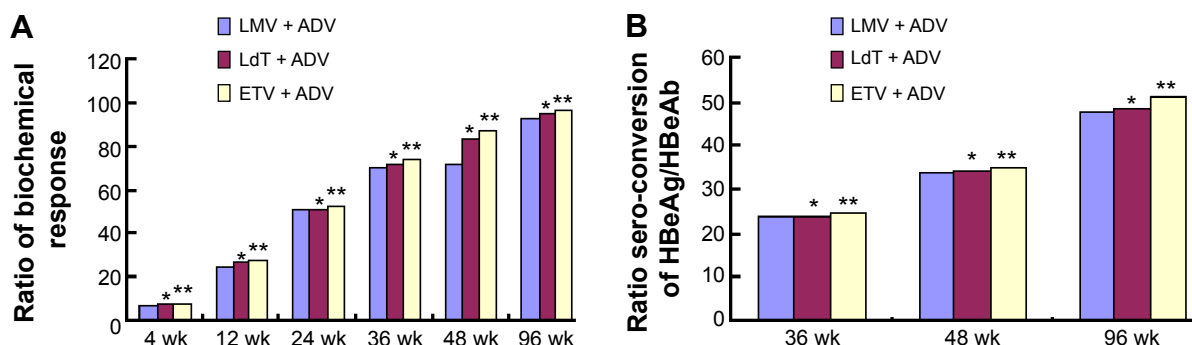 A
LMV + ADV
LdT + ADV
ETV + ADV
Ratio of biochemical
response
120
100
80
60
40
20
0
* **
* **
* **
* **
* **
* **
4 wk 12 wk 24 wk 36 wk 48 wk 96 wk
B
LMV + ADV
LdT + ADV
ETV + ADV
Ratio sero-conversion
of HBeAg/HBeAb
60
50
40
30
20
10
0
* **
* **
* **
36 wk 48 wk 96 wk